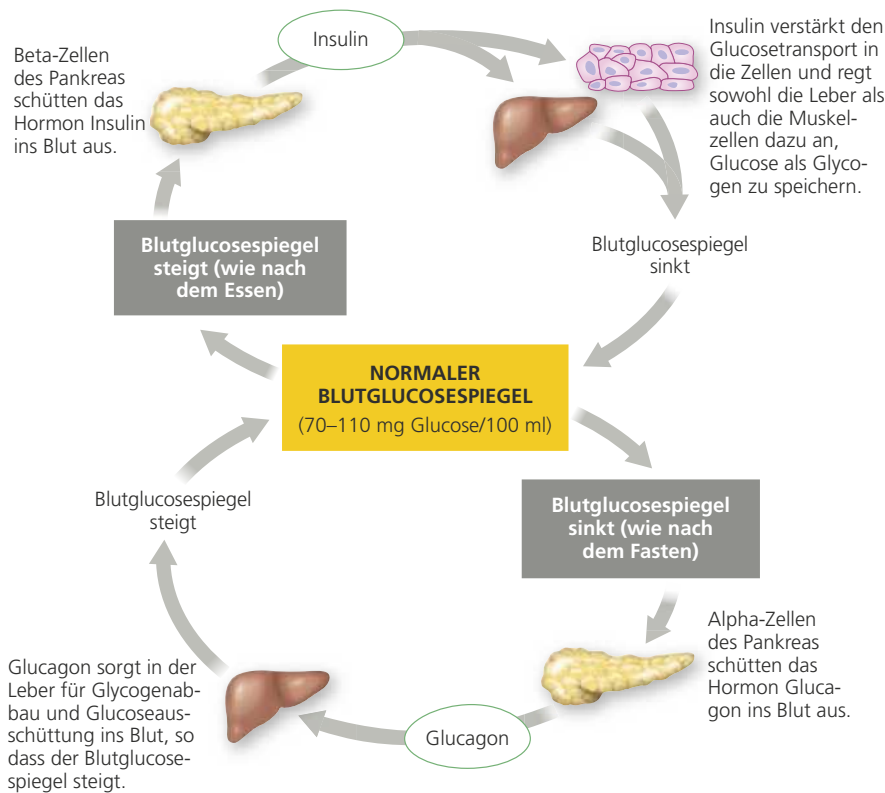 Insulin
Beta-Zellen
des Pankreas
schütten das
Hormon Insulin
ins Blut aus.
Insulin verstärkt den
Glucosetransport in
die Zellen und regt
sowohl die Leber als
auch die Muskel-
zellen dazu an,
Glucose als Glyco-
gen zu speichern.
Blutglucosespiegel
steigt (wie nach
dem Essen)
Blutglucosespiegel
sinkt
NORMALER
BLUTGLUCOSESPIEGEL
(70–110 mg Glucose/100 ml)
Blutglucosespiegel
steigt
Blutglucosespiegel
sinkt (wie nach
dem Fasten)
Alpha-Zellen
des Pankreas
schütten das
Hormon Gluca-
gon ins Blut aus.
Glucagon
Glucagon sorgt in der
Leber für Glycogenab-
bau und Glucoseaus-
schüttung ins Blut, so
dass der Blutglucose-
spiegel steigt.